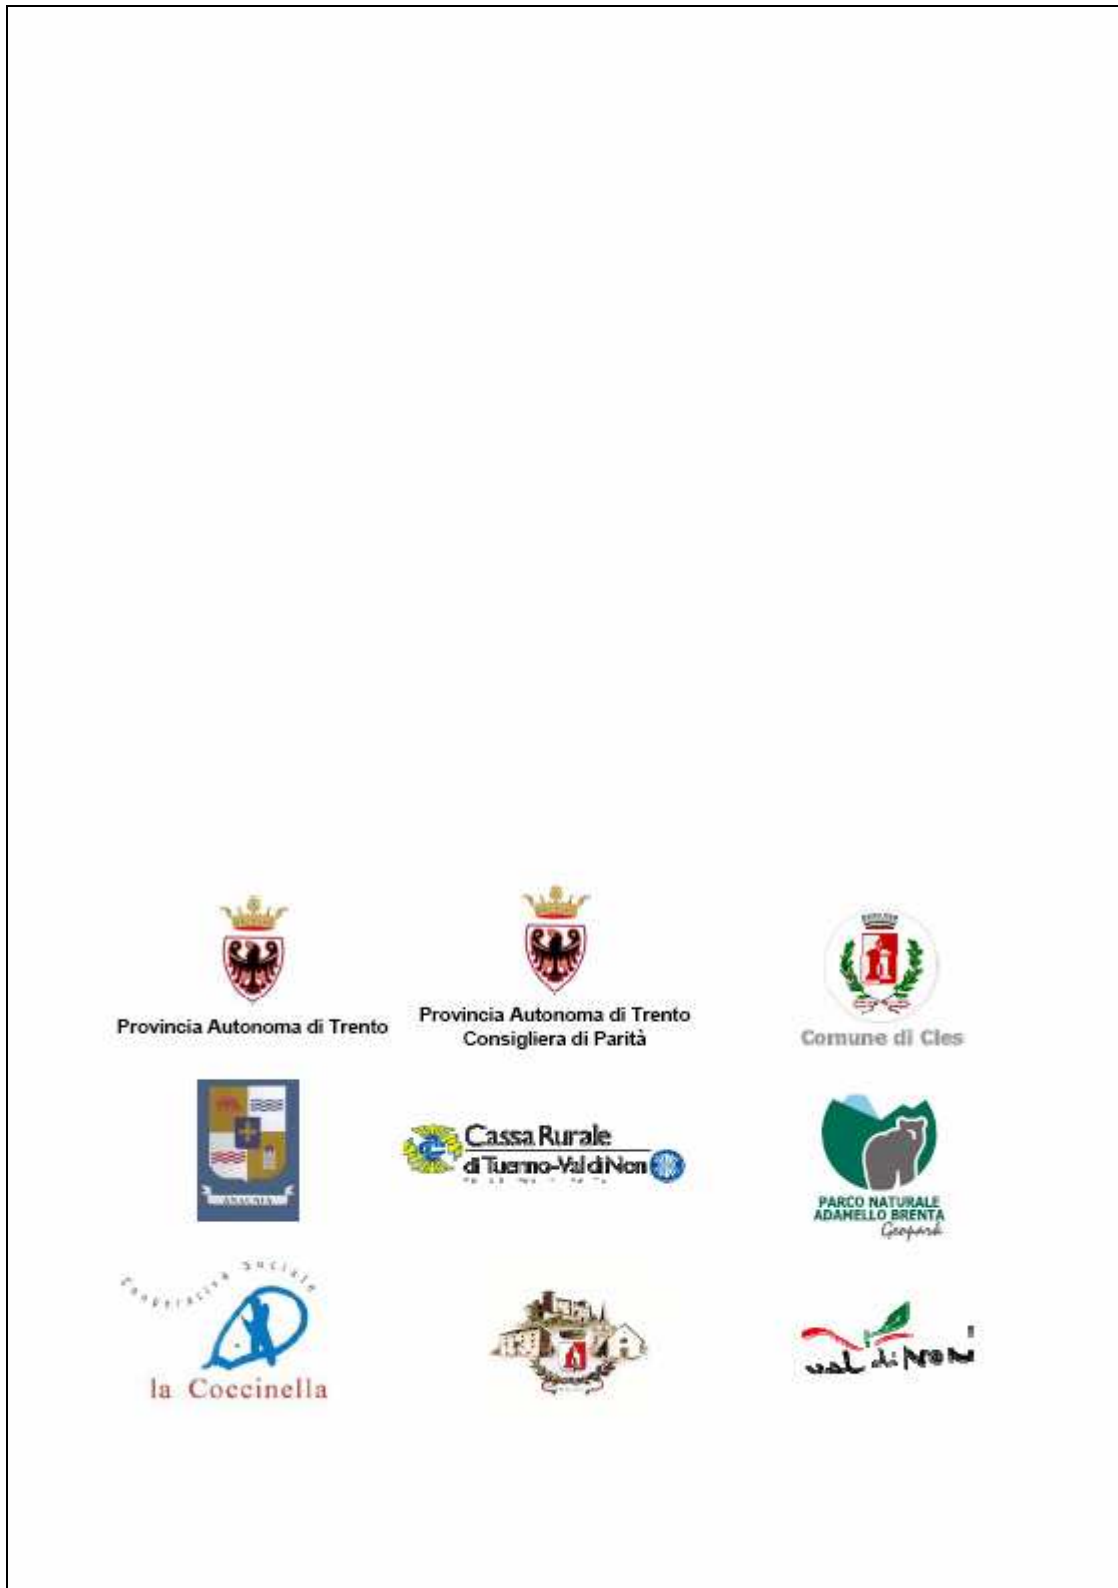 Provincia Autonoma di Trento
Provincia Autonoma di Trento
Consigliera di Parità
Comune di Cles
ANAUNIA
Cassa Rurale
di Tuenno-Val di Non
PARCO NATURALE
ADAMELLO BRENTA
Geopark
Cooperativa Sociale
la Coccinella
val di non